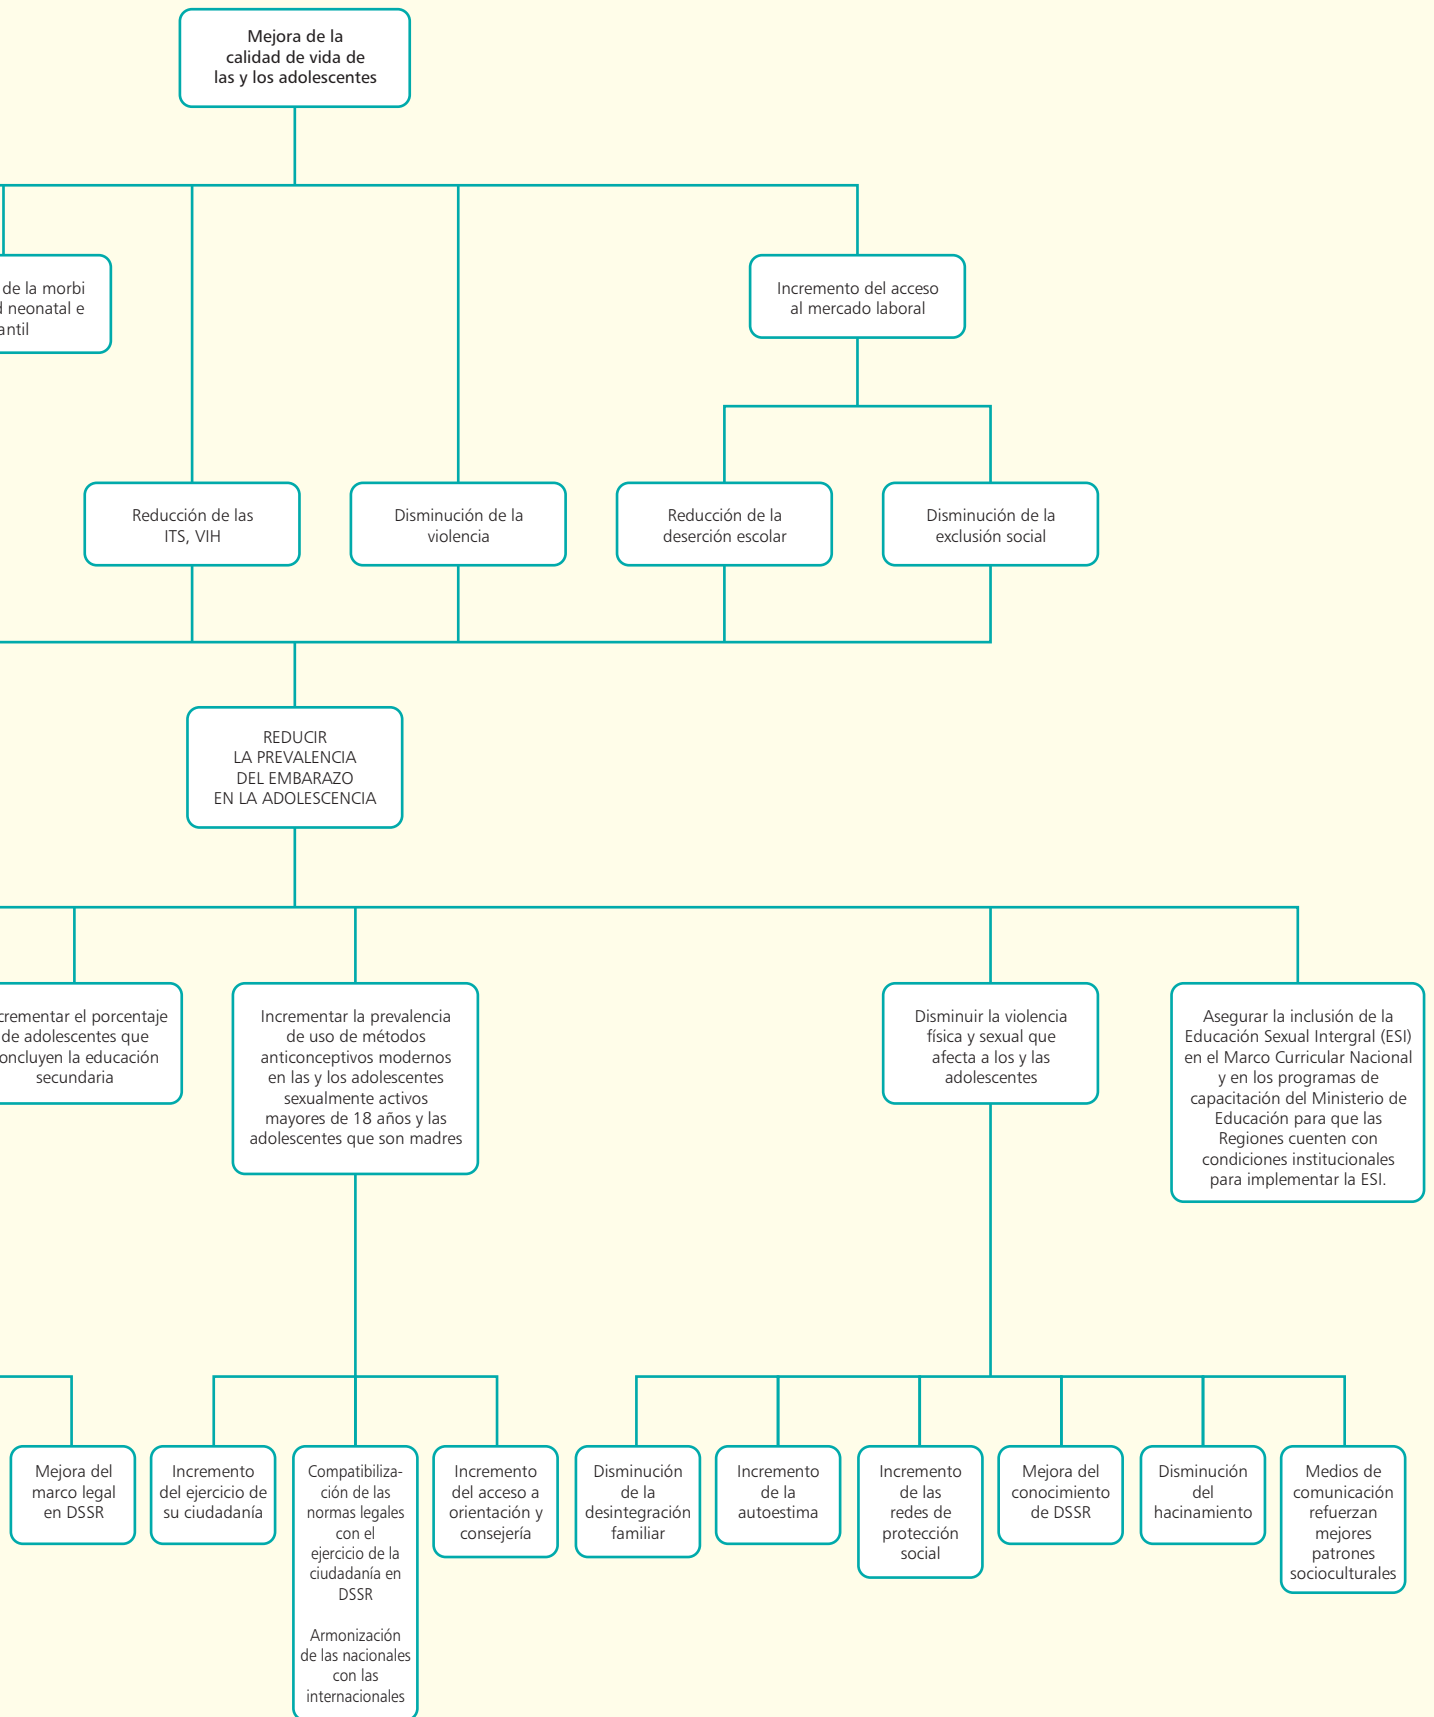 Mejora de la
calidad de vida de
las y los adolescentes
de la morbi
neonatal e
Incremento del acceso
al mercado laboral
Reducción de las
ITS, VIH
Disminución de la
violencia
Reducción de la
deserción escolar
Disminución de la
exclusión social
REDUCIR
LA PREVALENCIA
DEL EMBARAZO
EN LA ADOLESCENCIA
el porcentaje
de adolescentes que
la educación
secundaria
Incrementar la prevalencia
de uso de métodos
anticonceptivos modernos
en las y los adolescentes
sexualmente activos
mayores de 18 años y las
adolescentes que son madres
Disminuir la violencia
física y sexual que
afecta a los y las
adolescentes
Asegurar la inclusión de la
Educación Sexual Intergral (ESI)
en el Marco Curricular Nacional
y en los programas de
capacitación del Ministerio de
Educación para que las
Regiones cuenten con
condiciones institucionales
para implementar la ESI.
Mejora del
marco legal
en DSSR
Incremento
del ejercicio de
su ciudadanía
Compatibiliza-
ción de las
normas legales
con el
ejercicio de la
ciudadanía en
DSSR
Armonización
de las nacionales
con las
internacionales
Incremento
del acceso a
orientación y
consejería
Disminución
de la
desintegración
familiar
Incremento
de la
autoestima
Incremento
de las
redes de
protección
social
Mejora del
conocimiento
de DSSR
Disminución
del
hacinamiento
Medios de
comunicación
refuerzan
mejores
patrones
socioculturales